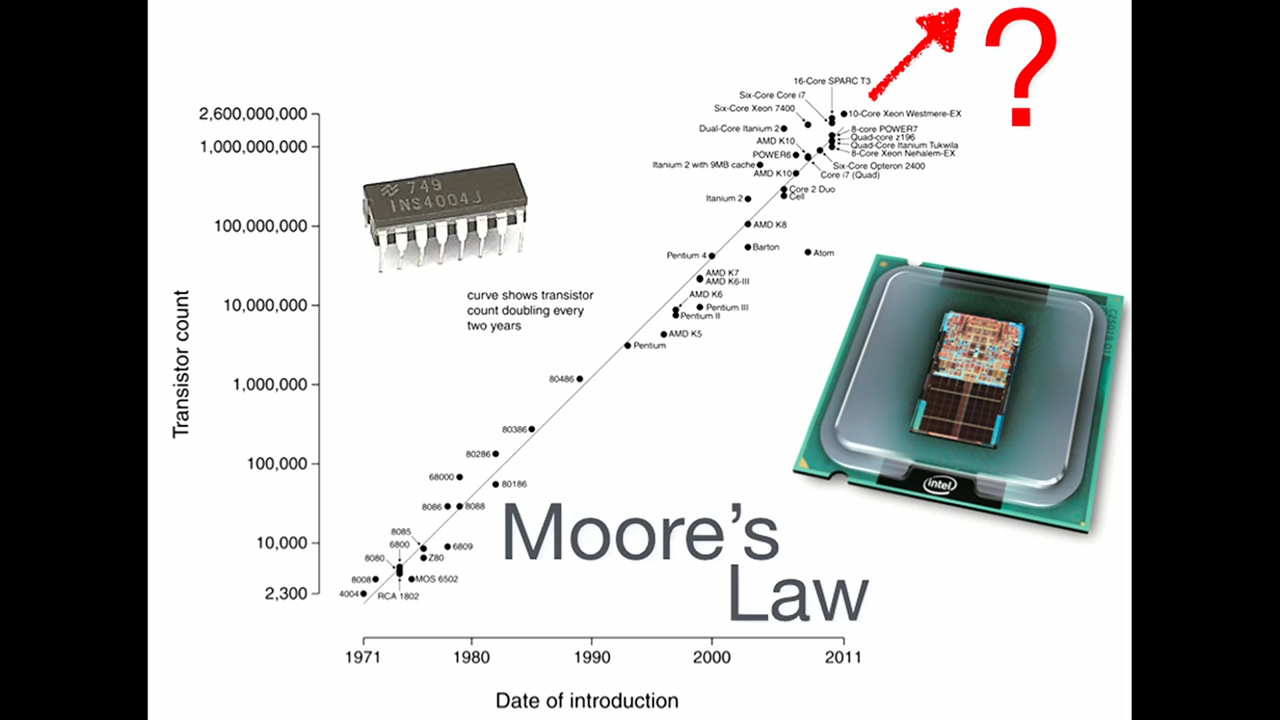 ?
16-Core SPARC T3
Six-Core Core i7
Six-Core Xeon 7400
2,600,000,000
10-Core Xeon Westmere-EX
Dual-Core Itanium 2
8-core POWER7
Quad-core z196
AMD K10
1,000,000,000
Quad-Core Itanium Tukwila
POWER6
8-Core Xeon Nehalem-EX
Itanium 2 with 9MB cache
Six-Core Opteron 2400
AMD K10
Core i7 (Quad)
749
INS4004J
Core 2 Duo
Cell
Itanium 2
100,000,000
AMD K8
Barton
Atom
Pentium 4
AMD K7
AMD K6-III
AMD K6
curve shows transistor
count doubling every
two years
10,000,000
Pentium III
Pentium II
AMD K5
Pentium
Transistor count
80486
1,000,000
80386
80286
100,000
68000
80186
intel
8086
8088
Moore's
Law
8085
6800
10,000
6809
8080
Z80
8008
MOS 6502
2,300
4004
RCA 1802
1971
1980
1990
2000
2011
Date of introduction